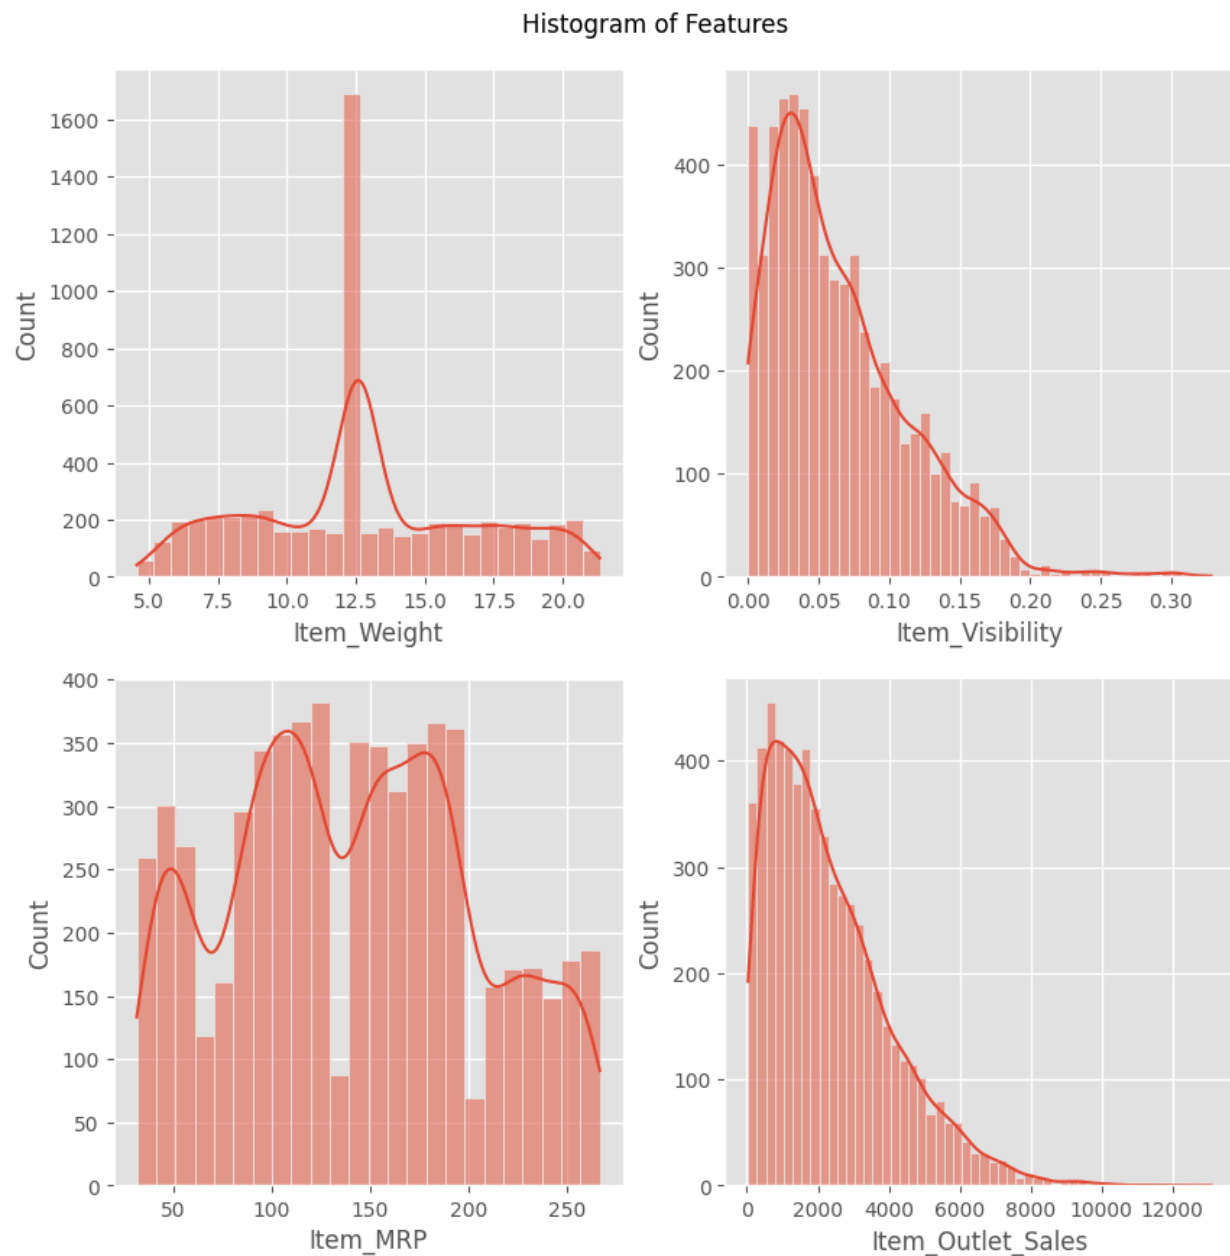 Histogram of Features
1600
1400
1200
1000
800
600
400
200
0
Count
5.0 7.5 10.0 12.5 15.0 17.5 20.0
Item_Weight
400
300
200
100
0
Count
0.00 0.05 0.10 0.15 0.20 0.25 0.30
Item_Visibility
400
350
300
250
200
150
100
50
0
Count
50 100 150 200 250
Item_MRP
400
300
200
100
0
Count
0 2000 4000 6000 8000 10000 12000
Item_Outlet_Sales